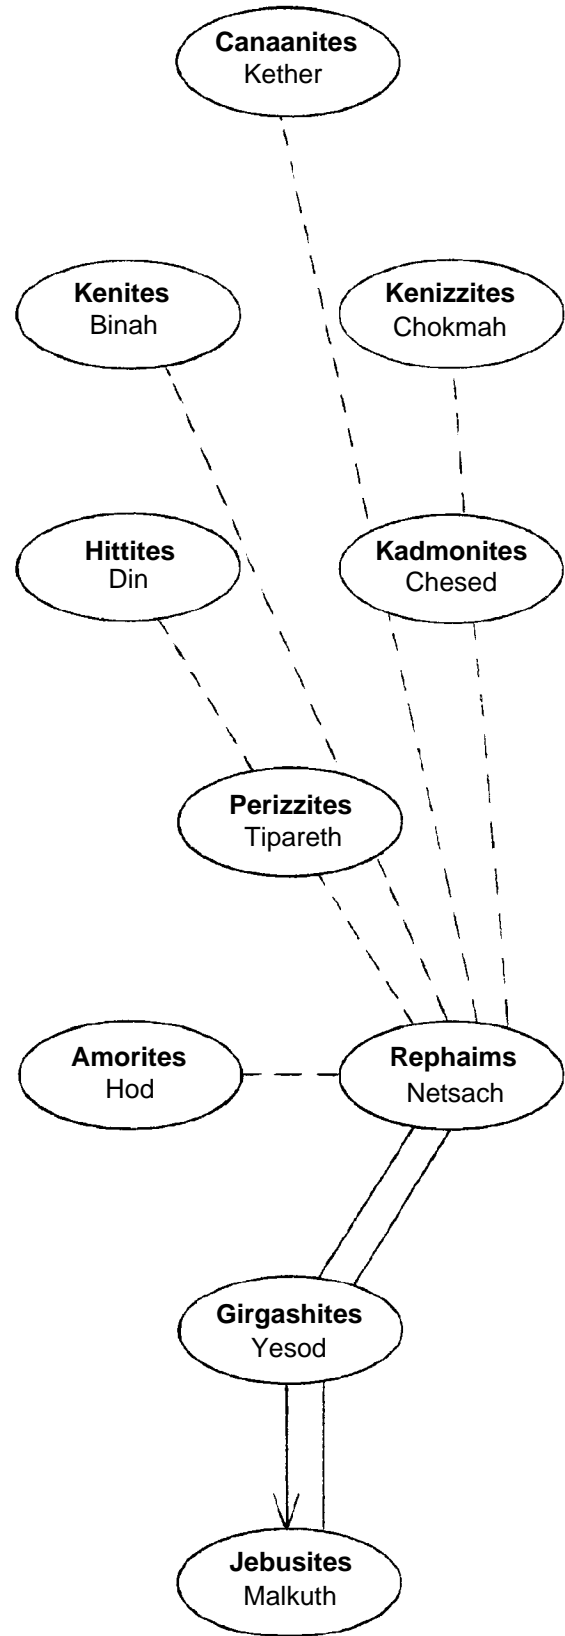 Canaanites
Kether
Kenites
Binah
Kenizzites
Chokmah
Hittites
Din
Kadmonites
Chesed
Perizzites
Tipareth
Amorites
Hod
Rephaims
Netsach
Girgashites
Yesod
Jebusites
Malkuth